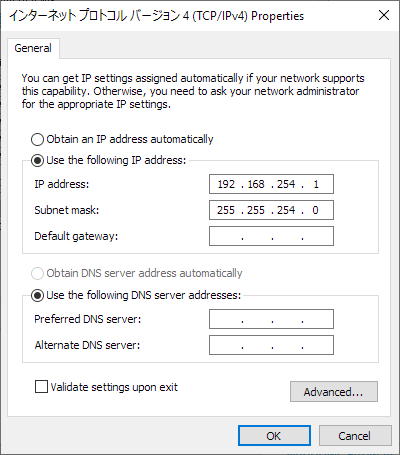 インターネット プロトコル バージョン 4 (TCP/IPv4) Properties
General
You can get IP settings assigned automatically if your network supports
this capability. Otherwise, you need to ask your network administrator
for the appropriate IP settings.
Obtain an IP address automatically
Use the following IP address:
IP address: 192 . 168 . 254 . 1
Subnet mask: 255 . 255 . 254 . 0
Default gateway: . . .
Obtain DNS server address automatically
Use the following DNS server addresses:
Preferred DNS server: . . .
Alternate DNS server: . . .
Validate settings upon exit
Advanced...
OK Cancel